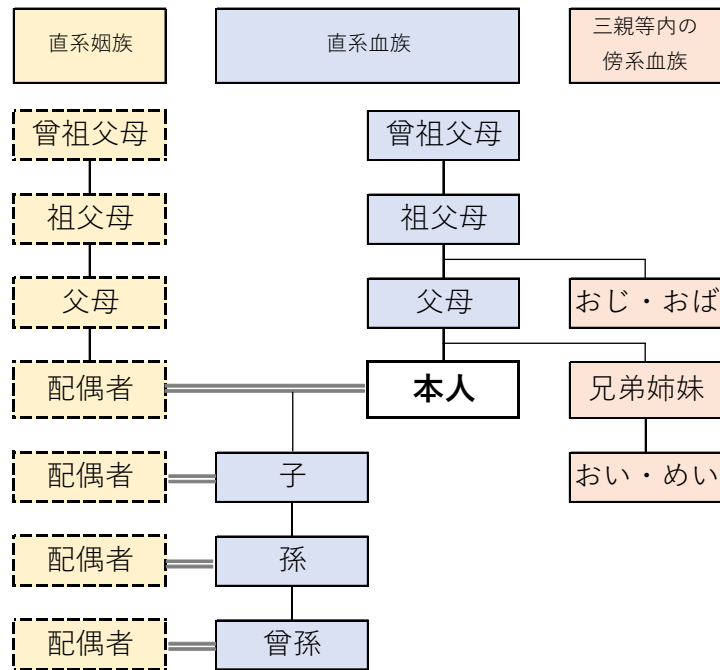 直系姻族
直系血族
三親等内の
傍系血族
曾祖父母
曾祖父母
祖父母
祖父母
父母
父母
おじ・おば
配偶者
本人
兄弟姉妹
配偶者
子
おい・めい
配偶者
孫
配偶者
曾孫